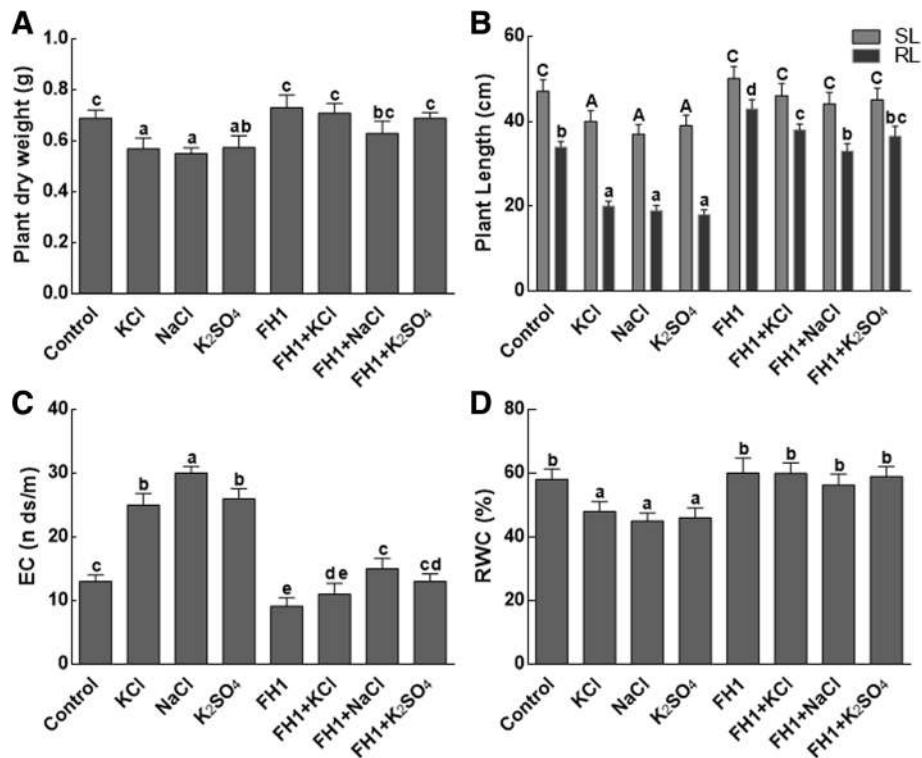 A
Plant dry weight (g)
1.0
0.8
0.6
0.4
0.2
0.0
c
a
a
ab
c
c
bc
c
Control
KCl
NaCl
K₂SO₄
FH1
FH1+KCl
FH1+NaCl
FH1+K₂SO₄
B
SL
RL
Plant Length (cm)
60
40
20
0
C
b
A
a
A
a
A
a
C
d
C
c
C
b
C
bc
Control
KCl
NaCl
K₂SO₄
FH1
FH1+KCl
FH1+NaCl
FH1+K₂SO₄
C
EC (n ds/m)
40
30
20
10
0
c
b
a
b
e
de
c
cd
Control
KCl
NaCl
K₂SO₄
FH1
FH1+KCl
FH1+NaCl
FH1+K₂SO₄
D
RWC (%)
80
60
40
20
0
b
a
a
a
b
b
b
b
Control
KCl
NaCl
K₂SO₄
FH1
FH1+KCl
FH1+NaCl
FH1+K₂SO₄